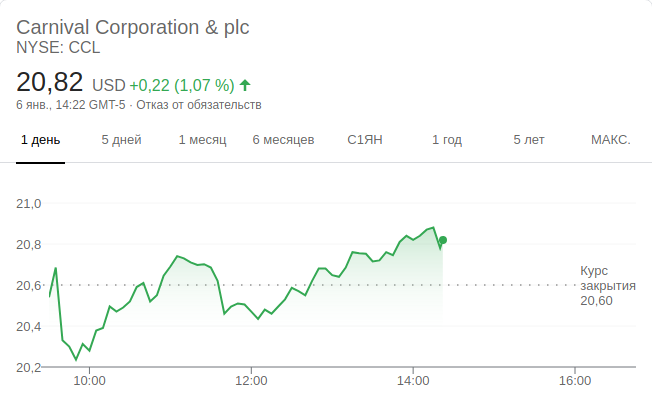 Carnival Corporation & plc
NYSE: CCL
20,82 USD +0,22 (1,07 %)
6 янв., 14:22 GMT-5 · Отказ от обязательств
1 день 5 дней 1 месяц 6 месяцев С1ЯН 1 год 5 лет МАКС.
21,0
20,8
20,6
20,4
20,2
Курс
закрытия
20,60
10:00 12:00 14:00 16:00